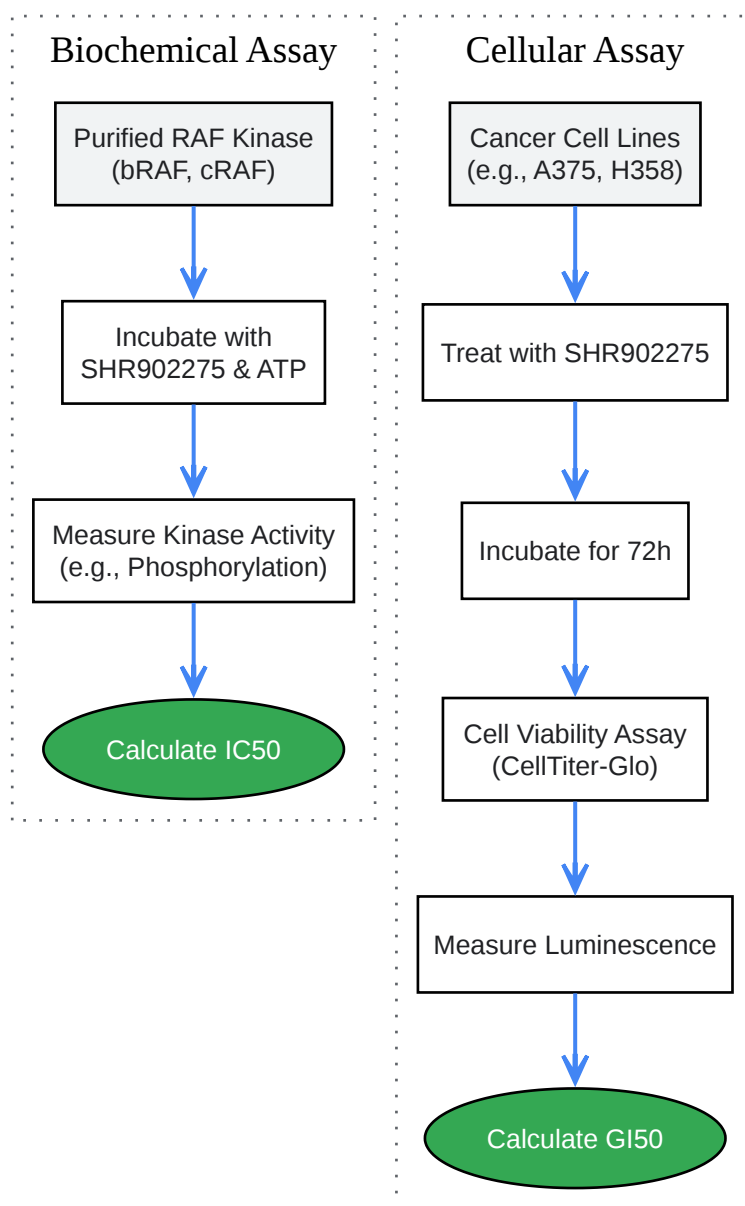 Biochemical Assay
Purified RAF Kinase
(bRAF, cRAF)
Incubate with
SHR902275 & ATP
Measure Kinase Activity
(e.g., Phosphorylation)
Calculate IC50
Cellular Assay
Cancer Cell Lines
(e.g., A375, H358)
Treat with SHR902275
Incubate for 72h
Cell Viability Assay
(CellTiter-Glo)
Measure Luminescence
Calculate GI50